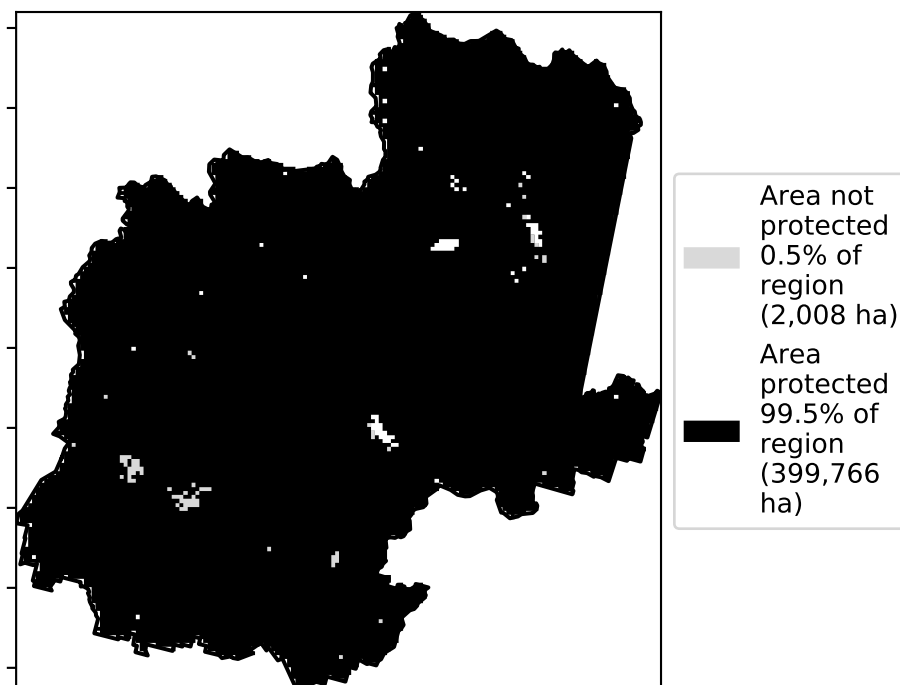 Area not
protected
0.5% of
region
(2,008 ha)
Area
protected
99.5% of
region
(399,766
ha)